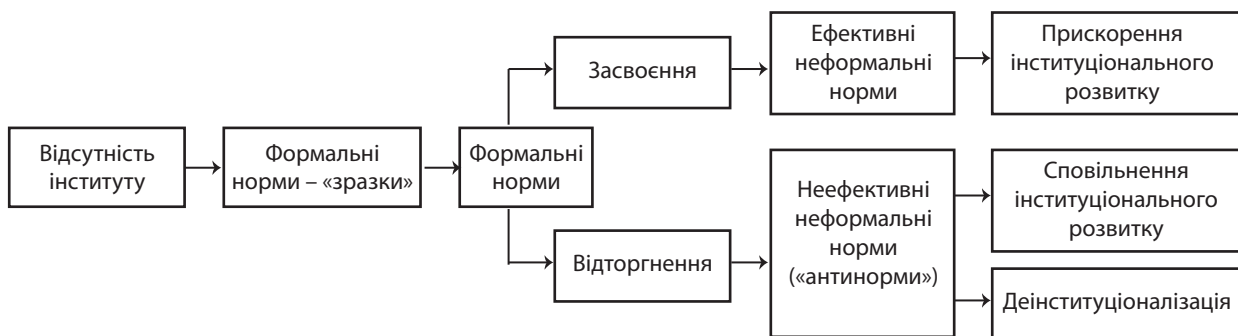 Відсутність
інституту
Формальні
норми – «зразки»
Формальні
норми
Засвоєння
Ефективні
неформальні
норми
Прискорення
інституціонального
розвитку
Відторгнення
Неефективні
неформальні
норми
(«антинорми»)
Сповільнення
інституціонального
розвитку
Деінституціоналізація